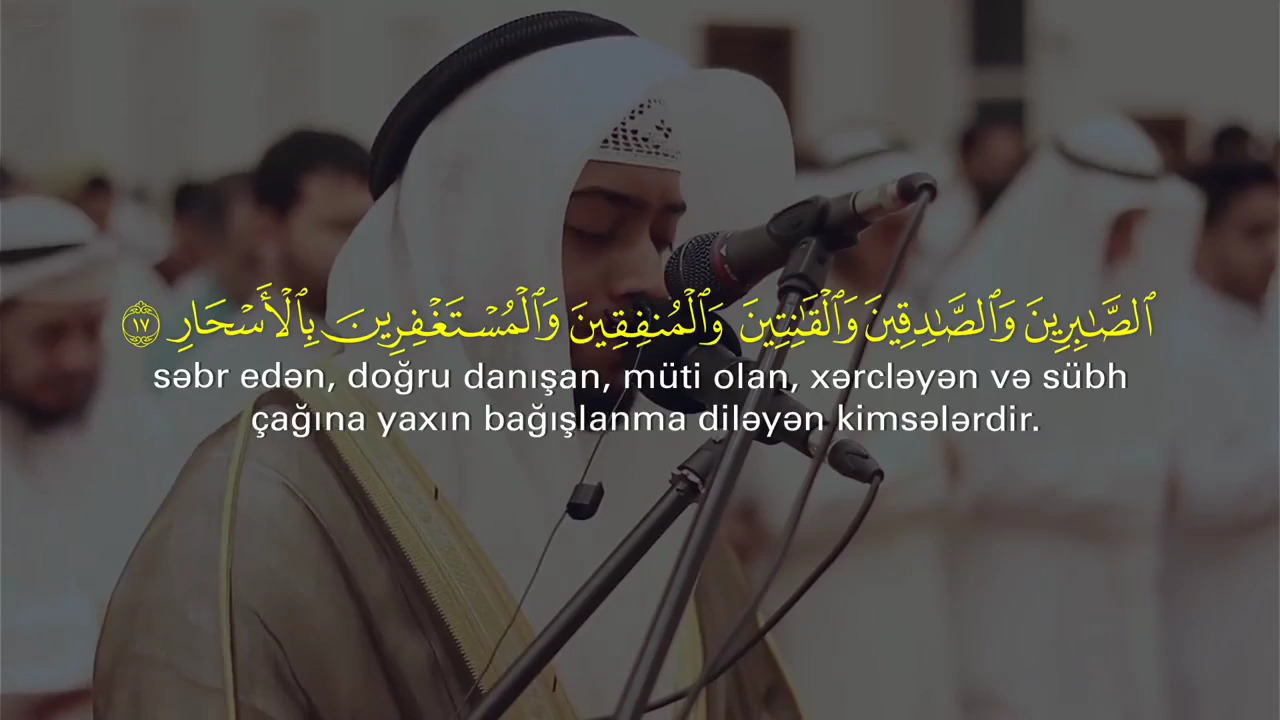 ٱلصَّـٰبِرِينَ وَٱلصَّـٰدِقِينَ وَٱلْقَـٰنِتِينَ وَٱلْمُنفِقِينَ وَٱلْمُسْتَغْفِرِينَ بِٱلْأَسْحَارِ ١٧
səbr edən, doğru danışan, müti olan, xərcləyən və sübh
çağına yaxın bağışlanma diləyən kimsələrdir.